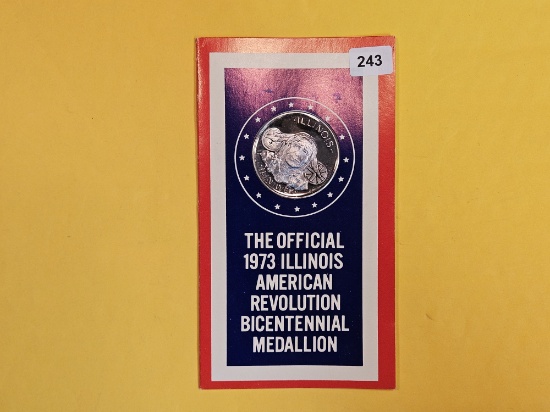 243
ILLINOIS
THE OFFICIAL
1973 ILLINOIS
AMERICAN
REVOLUTION
BICENTENNIAL
MEDALLION